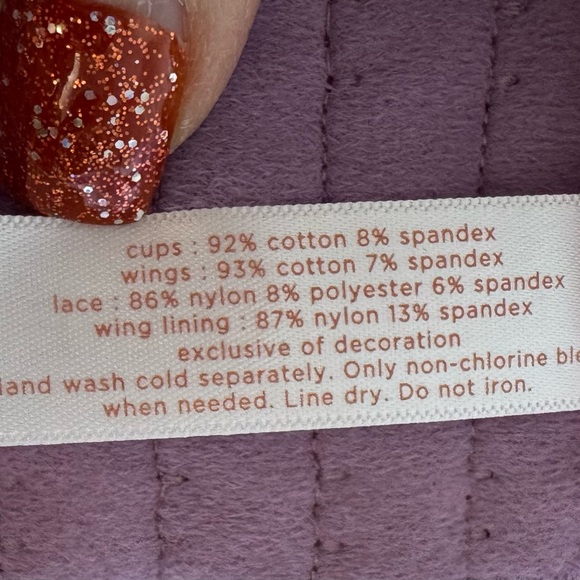 cups : 92% cotton 8% spandex
wings : 93% cotton 7% spandex
lace : 86% nylon 8% polyester 6% spandex
wing lining : 87% nylon 13% spandex
exclusive of decoration
land wash cold separately. Only non-chlorine ble
when needed. Line dry. Do not iron.